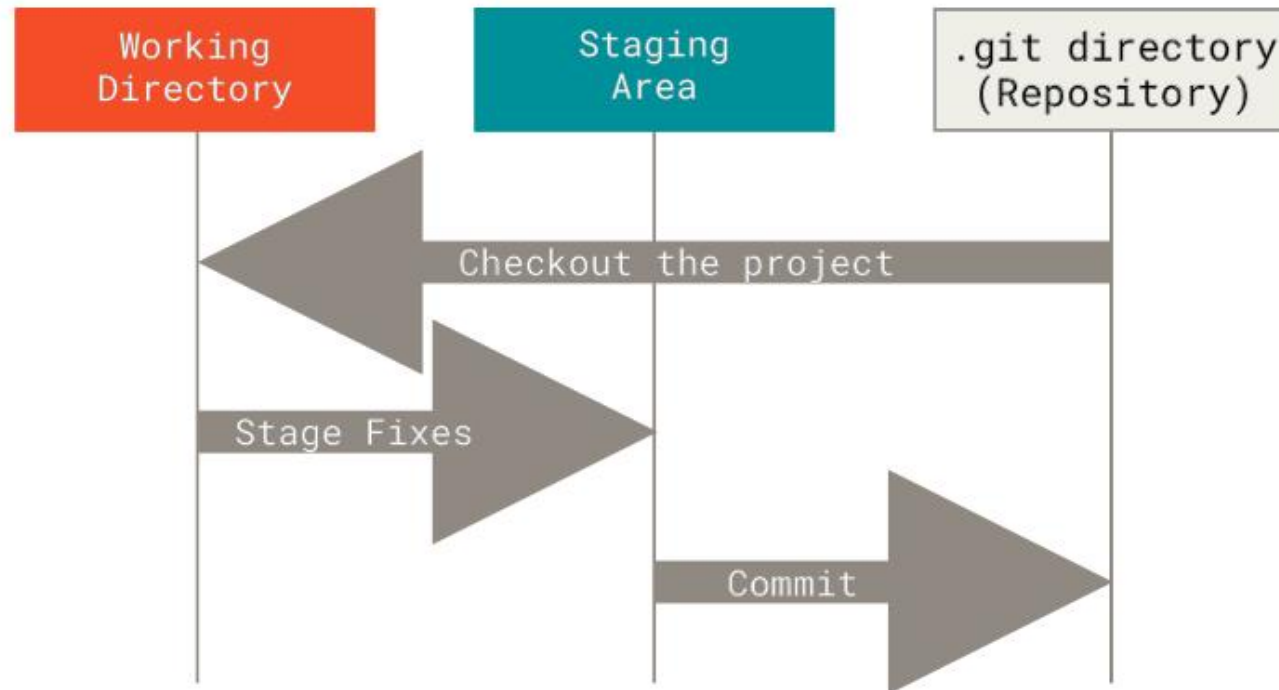 Working
Directory
Staging
Area
.git directory
(Repository)
Checkout the project
Stage Fixes
Commit